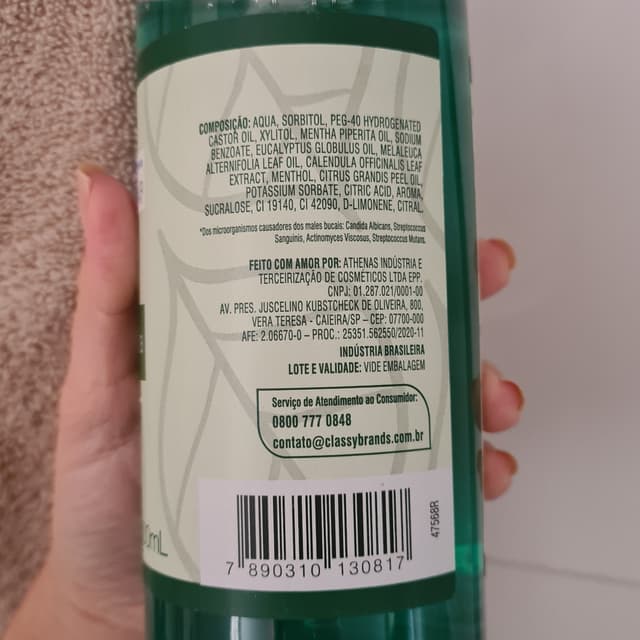 COMPOSIÇÃO: AQUA, SORBITOL, PEG-40 HYDROGENATED
CASTOR OIL, XYLITOL, MENTHA PIPERITA OIL, SODIUM
BENZOATE, EUCALYPTUS GLOBULUS OIL, MELALEUCA
ALTERNIFOLIA LEAF OIL, CALENDULA OFFICINALIS LEAF
EXTRACT, MENTHOL, CITRUS GRANDIS PEEL OIL,
POTASSIUM SORBATE, CITRIC ACID, AROMA,
SUCRALOSE, CI 19140, CI 42090, D-LIMONENE, CITRAL.
*Dos microorganismos causadores dos males bucais: Candida Albicans, Streptococcus
Sanguinis, Actinomyces Viscosus, Streptococcus Mutans.
FEITO COM AMOR POR: ATHENAS INDÚSTRIA E
TERCEIRIZAÇÃO DE COSMÉTICOS LTDA EPP.
CNPJ: 01.287.021/0001-00
AV. PRES. JUSCELINO KUBSTCHECK DE OLIVEIRA, 800.
VERA TERESA - CAIEIRA/SP – CEP: 07700-000
AFE: 2.06670-0 – PROC.: 25351.562550/2020-11
INDÚSTRIA BRASILEIRA
LOTE E VALIDADE: VIDE EMBALAGEM
Serviço de Atendimento ao Consumidor:
0800 777 0848
contato@classybrands.com.br
47568R
7 890310 130817